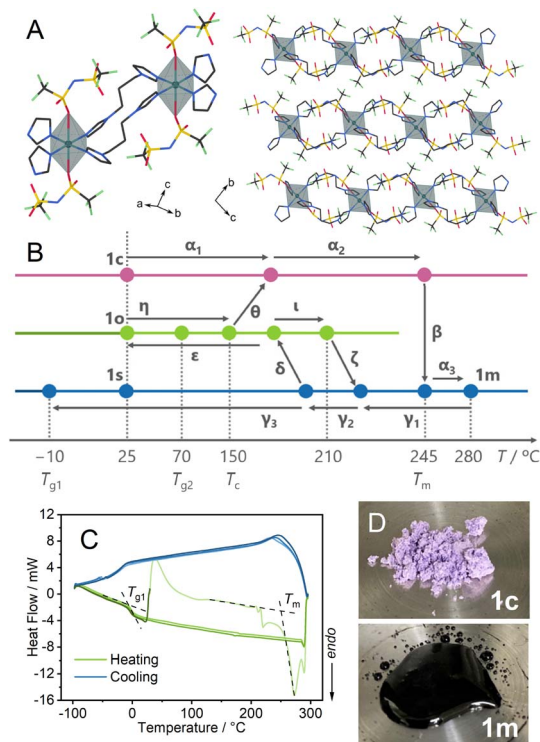 A
c
a
b
b
c
B
1c
α1
α2
1o
η
θ
ι
ε
δ
ζ
β
α3
1s
1m
γ3
γ2
γ1
−10
25
70
150
210
245
280
T / °C
Tg1
Tg2
Tc
Tm
C
Heat Flow / mW
8
4
0
-4
-8
-12
-16
Tg1
Tm
Heating
Cooling
endo
-100
0
100
200
300
Temperature / °C
D
1c
1m